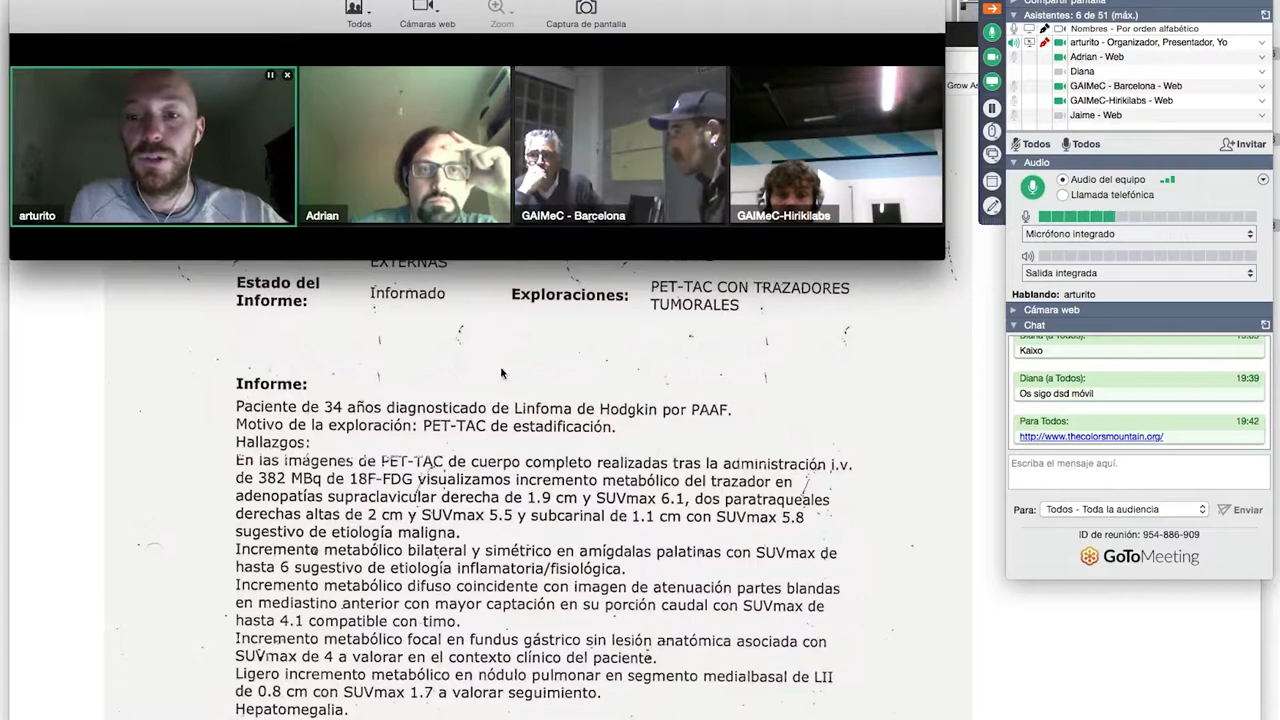 Todos
Cámaras web
Zoom
Captura de pantalla
arturito
Adrian
GAIMeC - Barcelona
GAIMeC-Hirikilabs
EXTERNAS
Estado del
Informe:
Informado
Exploraciones:
PET-TAC CON TRAZADORES
TUMORALES
Informe:
Paciente de 34 años diagnosticado de Linfoma de Hodgkin por PAAF.
Motivo de la exploración: PET-TAC de estadificación.
Hallazgos:
En las imágenes de PET-TAC de cuerpo completo realizadas tras la administración i.v.
de 382 MBq de 18F-FDG visualizamos incremento metabólico del trazador en
adenopatías supraclavicular derecha de 1.9 cm y SUVmax 6.1, dos paratraqueales
derechas altas de 2 cm y SUVmax 5.5 y subcarinal de 1.1 cm con SUVmax 5.8
sugestivo de etiología maligna.
Incremento metabólico bilateral y simétrico en amígdalas palatinas con SUVmax de
hasta 6 sugestivo de etiología inflamatoria/fisiológica.
Incremento metabólico difuso coincidente con imagen de atenuación partes blandas
en mediastino anterior con mayor captación en su porción caudal con SUVmax de
hasta 4.1 compatible con timo.
Incremento metabólico focal en fundus gástrico sin lesión anatómica asociada con
SUVmax de 4 a valorar en el contexto clínico del paciente.
Ligero incremento metabólico en nódulo pulmonar en segmento medialbasal de LII
de 0.8 cm con SUVmax 1.7 a valorar seguimiento.
Hepatomegalia.
Grow As
Compartir pantalla
Asistentes: 6 de 51 (máx.)
Nombres - Por orden alfabético
arturito - Organizador, Presentador, Yo
Adrian - Web
Diana
GAIMeC - Barcelona - Web
GAIMeC-Hirikilabs - Web
Jaime - Web
Todos
Todos
Invitar
Audio
Audio del equipo
Llamada telefónica
Micrófono integrado
Salida integrada
Hablando: arturito
Cámara web
Chat
Diana (a Todos):
Kaixo
Diana (a Todos): 19:39
Os sigo dsd móvil
Para Todos: 19:42
http://www.thecolorsmountain.org/
Escriba el mensaje aquí.
Para: Todos - Toda la audiencia
Enviar
ID de reunión: 954-886-909
GoToMeeting